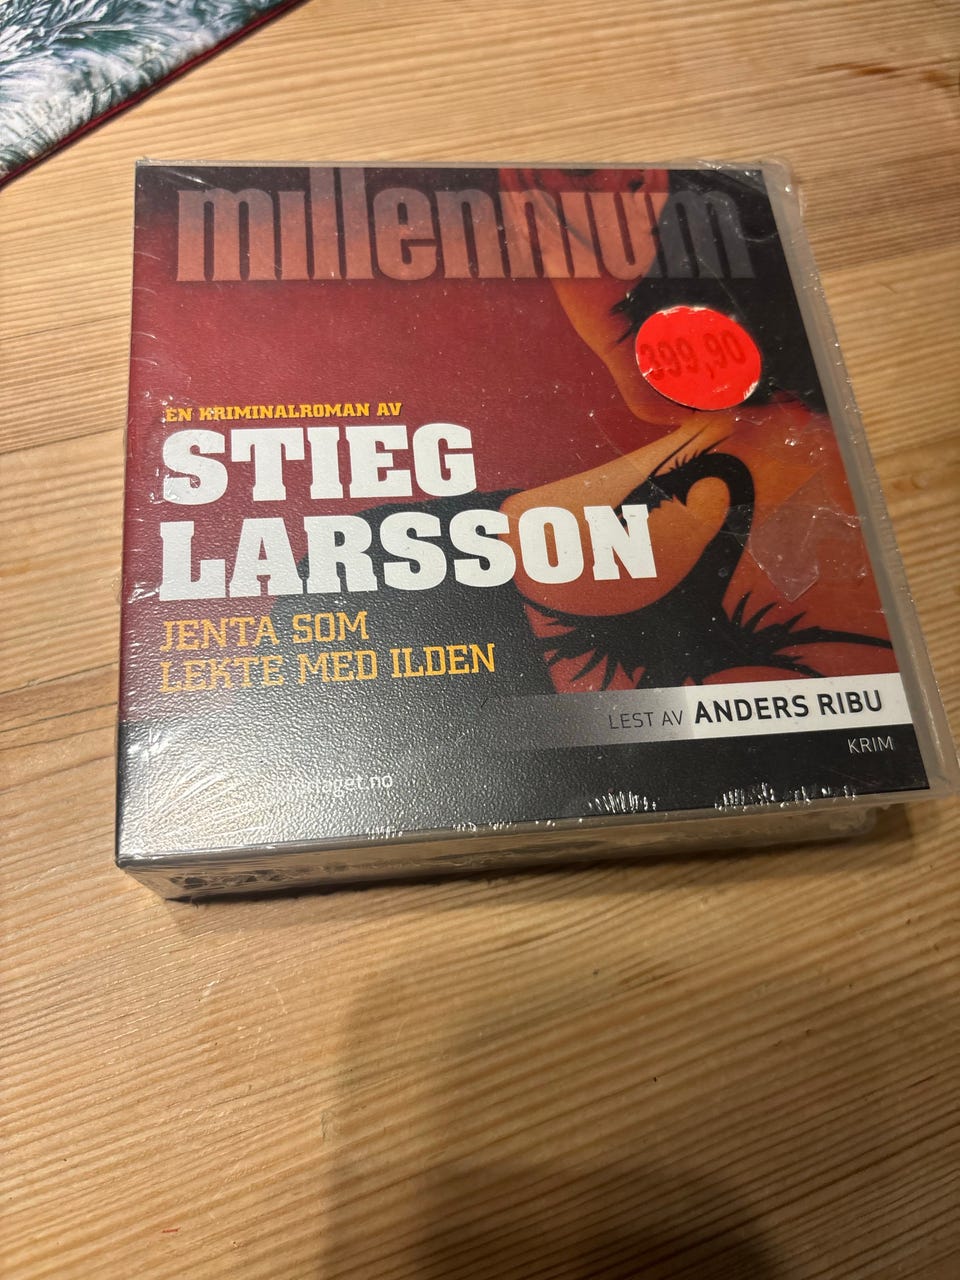 millennium
399,90
EN KRIMINALROMAN AV
STIEG
LARSSON
JENTA SOM
LEKTE MED ILDEN
LEST AV ANDERS RIBU
KRIM